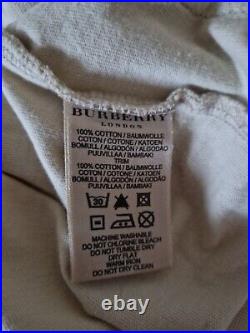 BURBERRY
LONDON
100% COTTON / BAUMWOLLE
COTON / COTONE / KATOEN
BOMULL / ALGODÓN / ALGODÃO
PUUVILLAA / BAMBAKI
TRIM
100% COTTON / BAUMWOLLE
COTON / COTONE / KATOEN
BOMULL / ALGODÓN / ALGODÃO
PUUVILLAA / BAMBAKI
30
MACHINE WASHABLE
DO NOT CHLORINE BLEACH
DO NOT TUMBLE DRY
DRY FLAT
WARM IRON
DO NOT DRY CLEAN